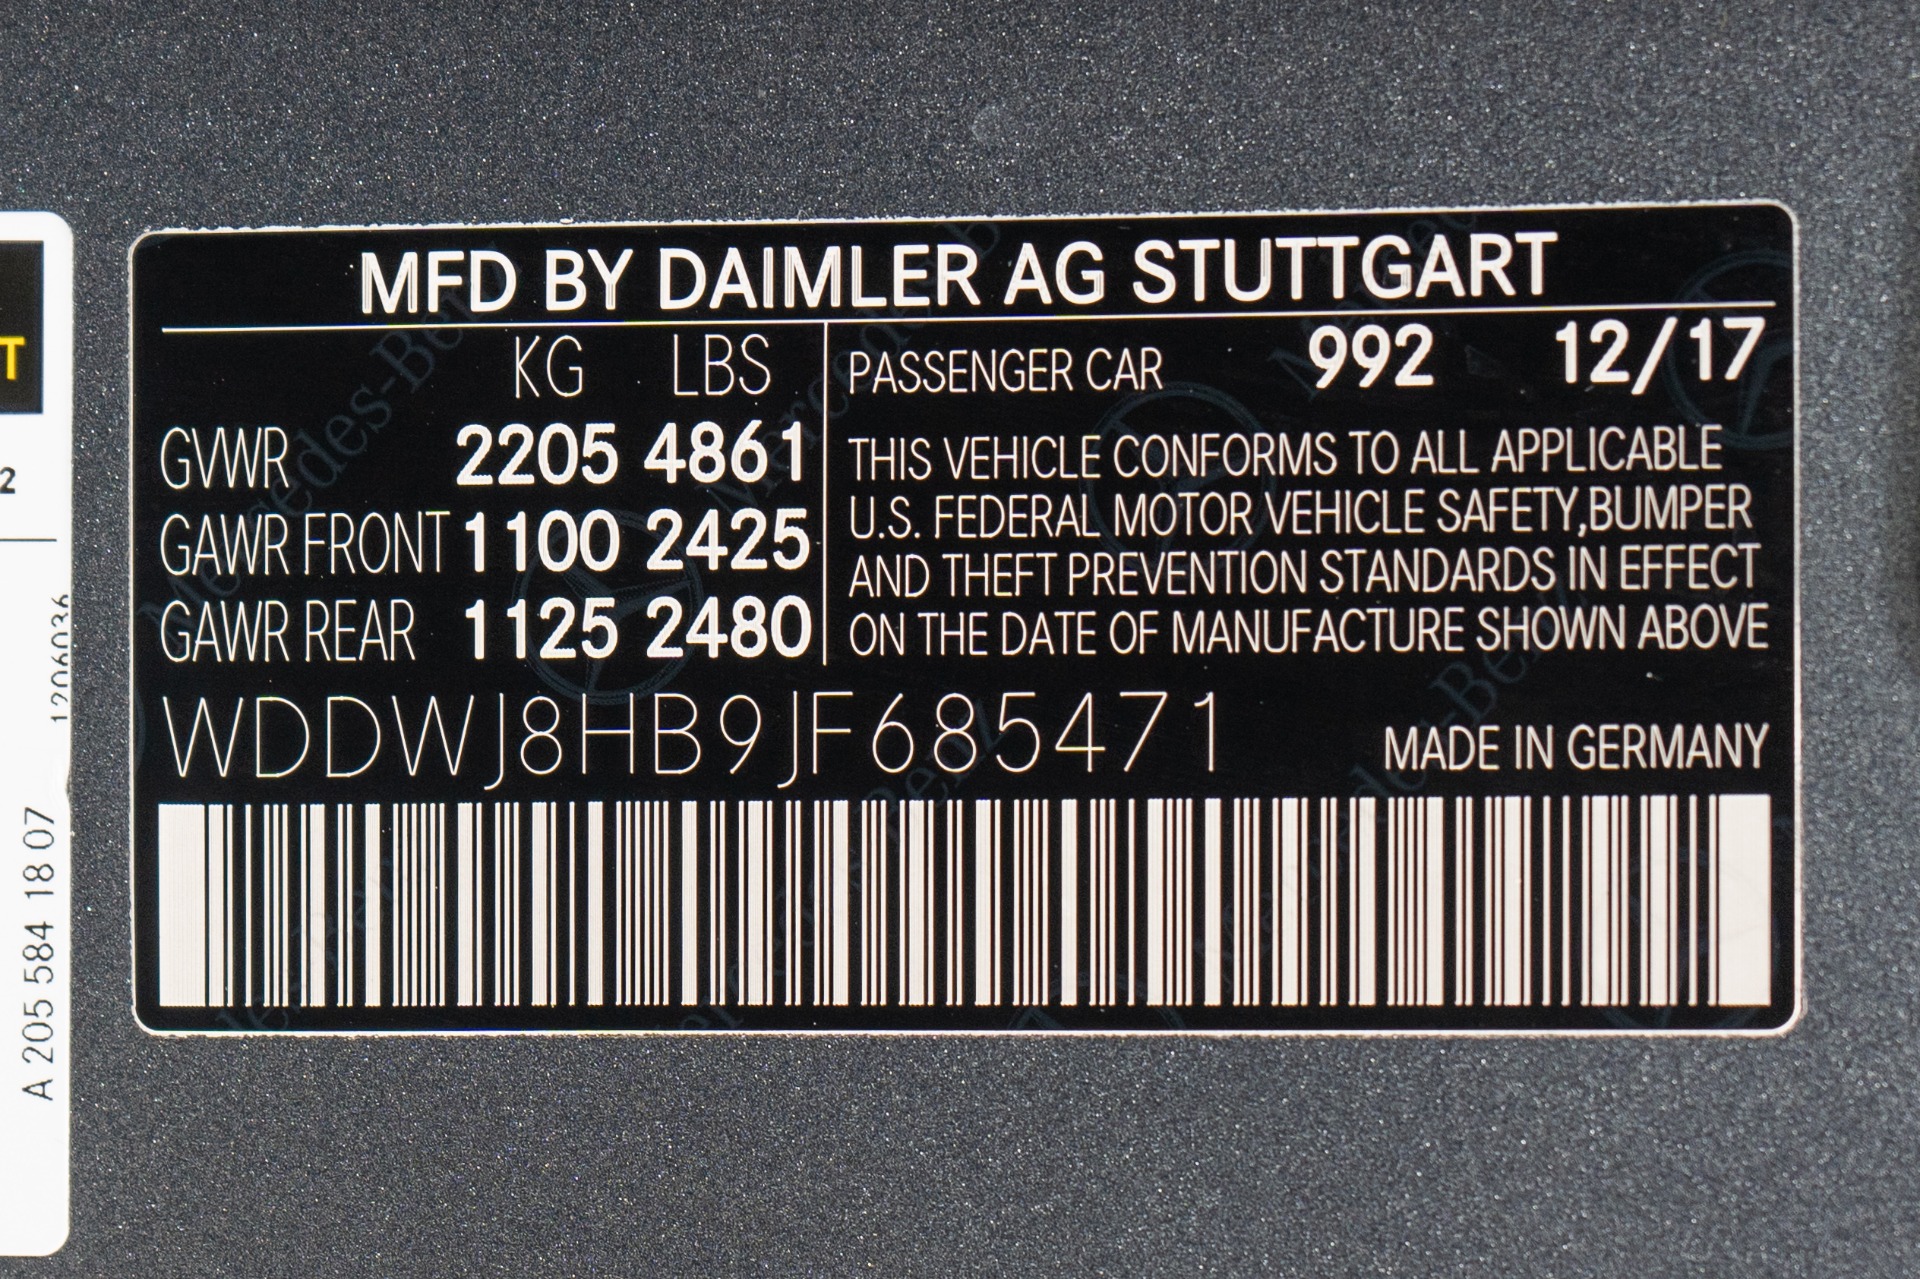 MFD BY DAIMLER AG STUTTGART
KG LBS
GVWR 2205 4861
GAWR FRONT 1100 2425
GAWR REAR 1125 2480
PASSENGER CAR 992 12/17
THIS VEHICLE CONFORMS TO ALL APPLICABLE
U.S. FEDERAL MOTOR VEHICLE SAFETY,BUMPER
AND THEFT PREVENTION STANDARDS IN EFFECT
ON THE DATE OF MANUFACTURE SHOWN ABOVE
WDDWJ8HB9JF685471
MADE IN GERMANY
T
2
A 205 584 18 07